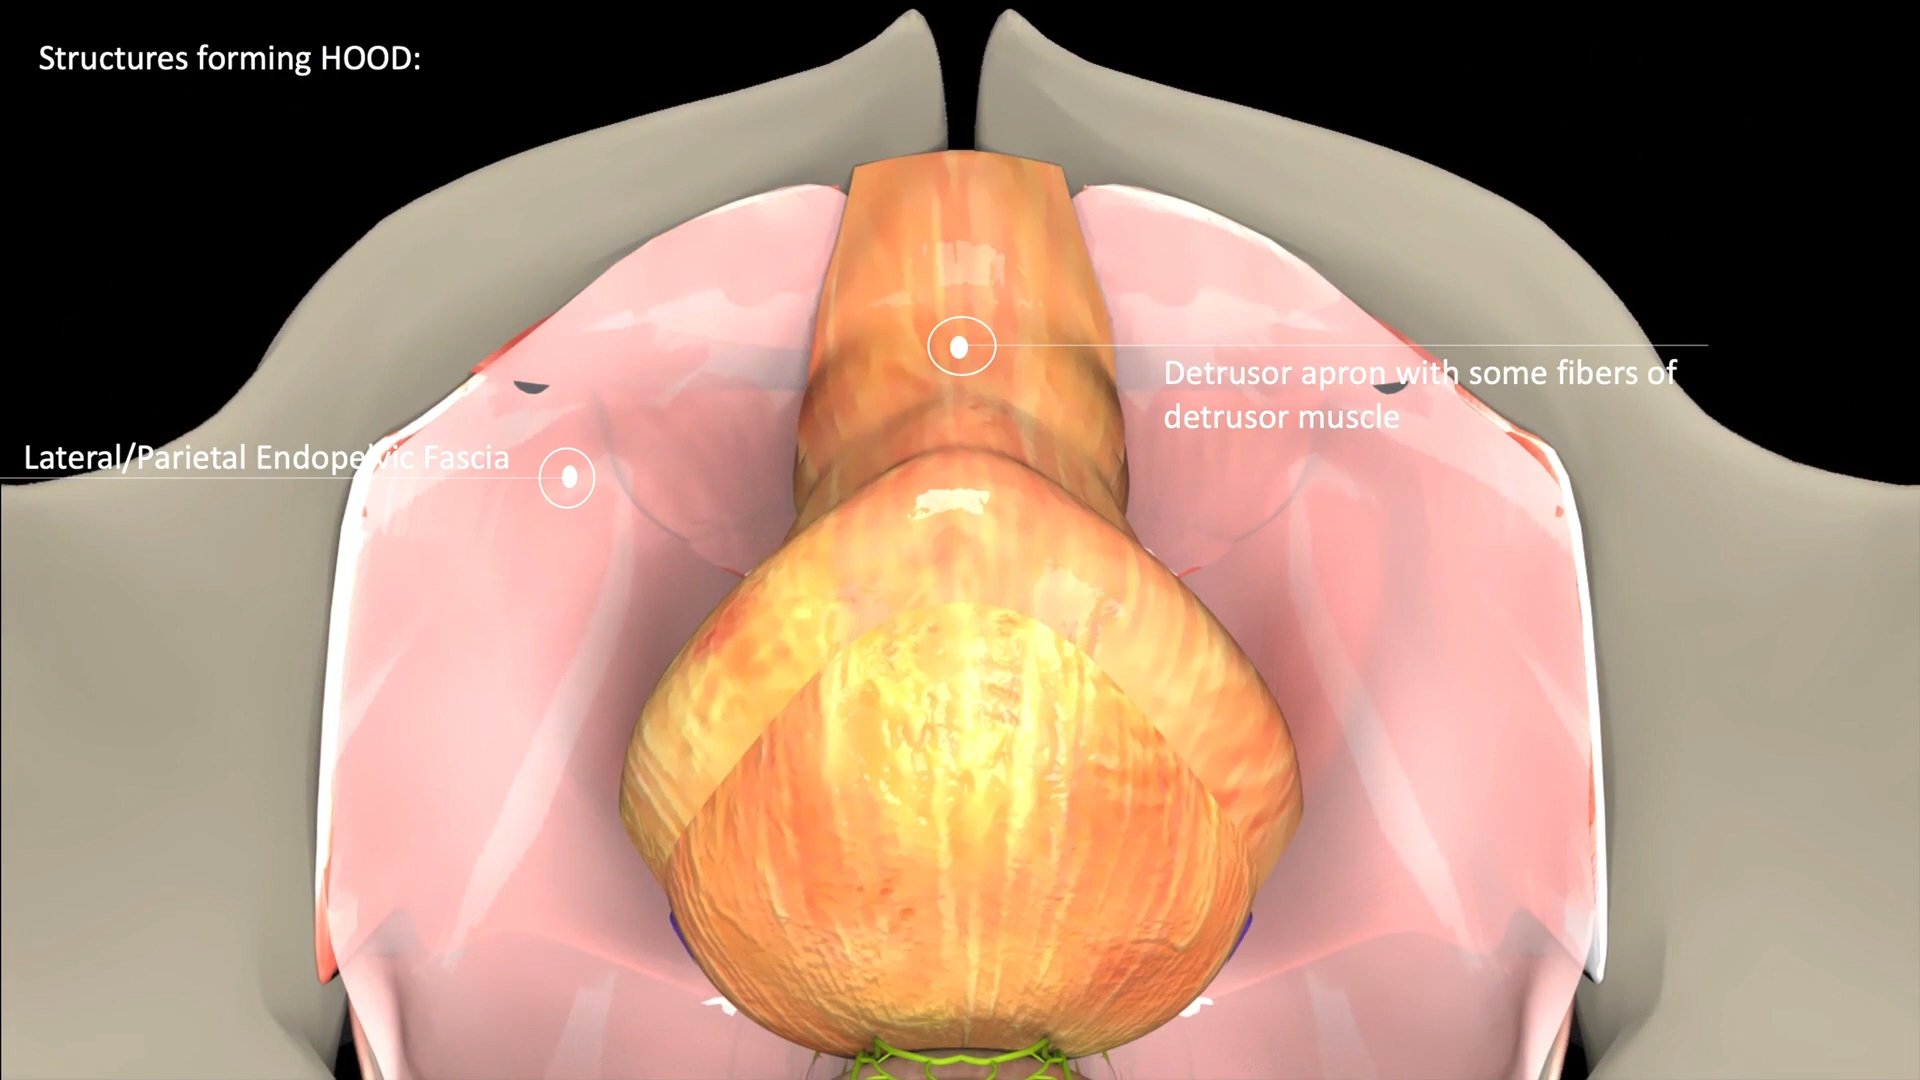 Structures forming HOOD:
Detrusor apron with some fibers of
detrusor muscle
Lateral/Parietal Endopelvic Fascia